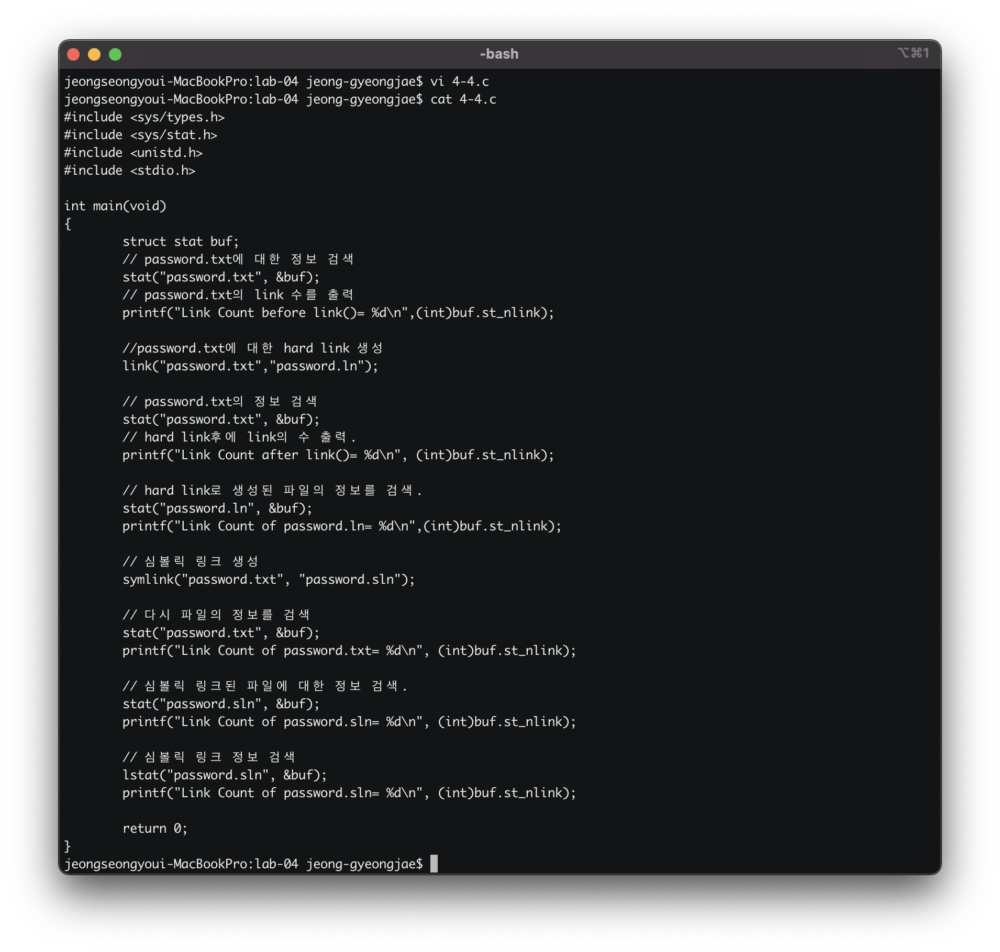 -bash
⌥⌘1
jeongseongyoui-MacBookPro:lab-04 jeong-gyeongjae$ vi 4-4.c
jeongseongyoui-MacBookPro:lab-04 jeong-gyeongjae$ cat 4-4.c
#include <sys/types.h>
#include <sys/stat.h>
#include <unistd.h>
#include <stdio.h>

int main(void)
{
        struct stat buf;
        // password.txt에 대한 정보 검색
        stat("password.txt", &buf);
        // password.txt의 link 수를 출력
        printf("Link Count before link()= %d\n",(int)buf.st_nlink);

        //password.txt에 대한 hard link 생성
        link("password.txt","password.ln");

        // password.txt의 정보 검색
        stat("password.txt", &buf);
        // hard link후에 link의 수 출력.
        printf("Link Count after link()= %d\n", (int)buf.st_nlink);

        // hard link로 생성된 파일의 정보를 검색.
        stat("password.ln", &buf);
        printf("Link Count of password.ln= %d\n",(int)buf.st_nlink);

        // 심볼릭 링크 생성
        symlink("password.txt", "password.sln");

        // 다시 파일의 정보를 검색
        stat("password.txt", &buf);
        printf("Link Count of password.txt= %d\n", (int)buf.st_nlink);

        // 심볼릭 링크된 파일에 대한 정보 검색.
        stat("password.sln", &buf);
        printf("Link Count of password.sln= %d\n", (int)buf.st_nlink);

        // 심볼릭 링크 정보 검색
        lstat("password.sln", &buf);
        printf("Link Count of password.sln= %d\n", (int)buf.st_nlink);

        return 0;
}
jeongseongyoui-MacBookPro:lab-04 jeong-gyeongjae$